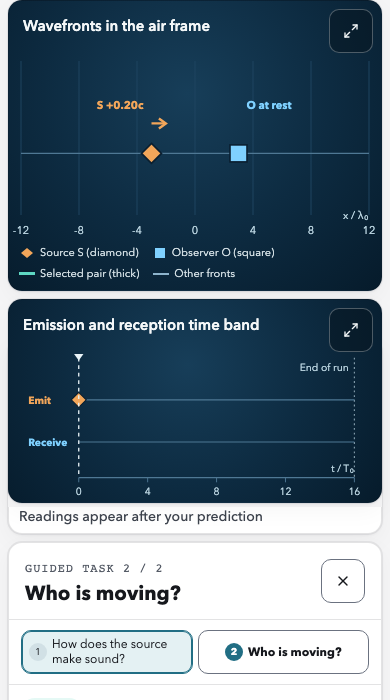 Wavefronts in the air frame
S +0.20c
O at rest
x / λ₀
-12 -8 -4 0 4 8 12
Source S (diamond) Observer O (square)
Selected pair (thick) Other fronts
Emission and reception time band
End of run
Emit
Receive
t / T₀
0 4 8 12 16
Readings appear after your prediction
GUIDED TASK 2 / 2
Who is moving?
1 How does the source
make sound?
2 Who is moving?